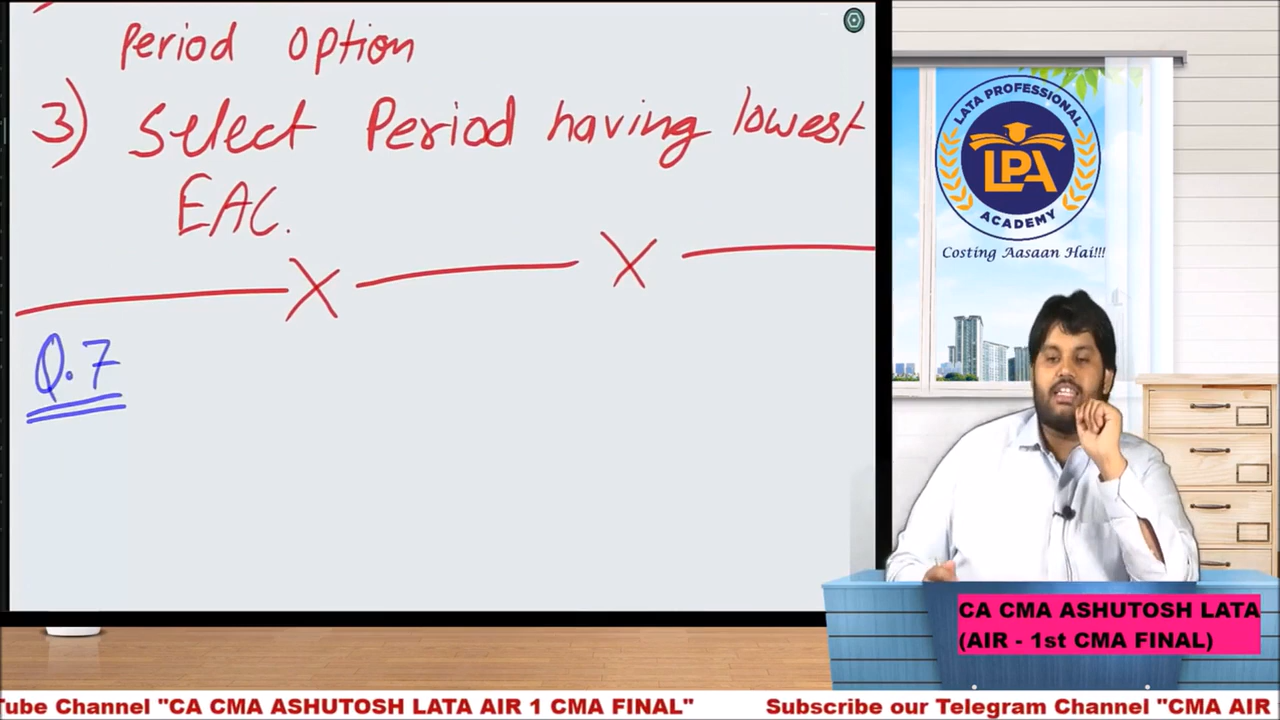 Period Option
3) Select Period having lowest
EAC.
Q.7
LATA PROFESSIONAL
LPA
ACADEMY
Costing Aasaan Hai!!!
CA CMA ASHUTOSH LATA
(AIR - 1st CMA FINAL)
Tube Channel "CA CMA ASHUTOSH LATA AIR 1 CMA FINAL" Subscribe our Telegram Channel "CMA AIR